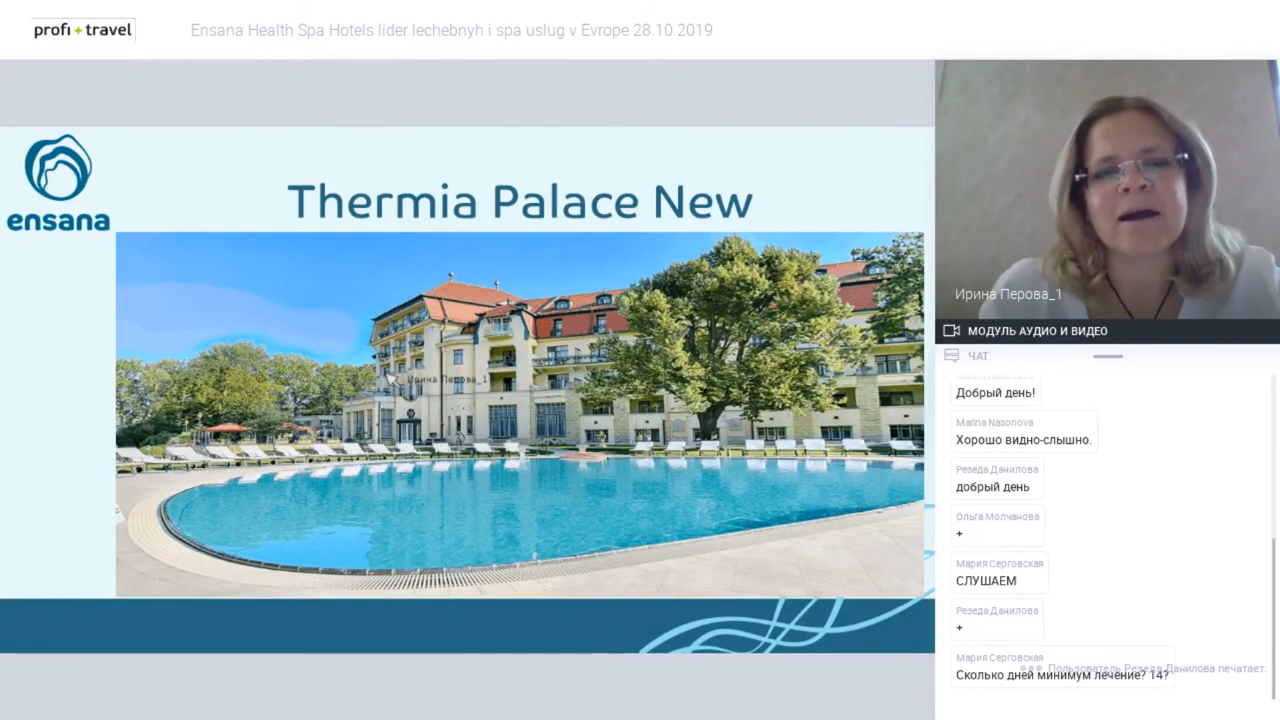 profi + travel
Ensana Health Spa Hotels lider lechebnyh i spa uslug v Evrope 28.10.2019
ensana
Thermia Palace New
Ирина Перова_1
Ирина Перова_1
МОДУЛЬ АУДИО И ВИДЕО
ЧАТ
Добрый день!
Marina Nasonova
Хорошо видно-слышно.
Резеда Данилова
добрый день
Ольга Молчанова
+
Мария Серговская
СЛУШАЕМ
Резеда Данилова
+
Мария Серговская
Пользователь Резеда Данилова печатает.
Сколько дней минимум лечение? 14?